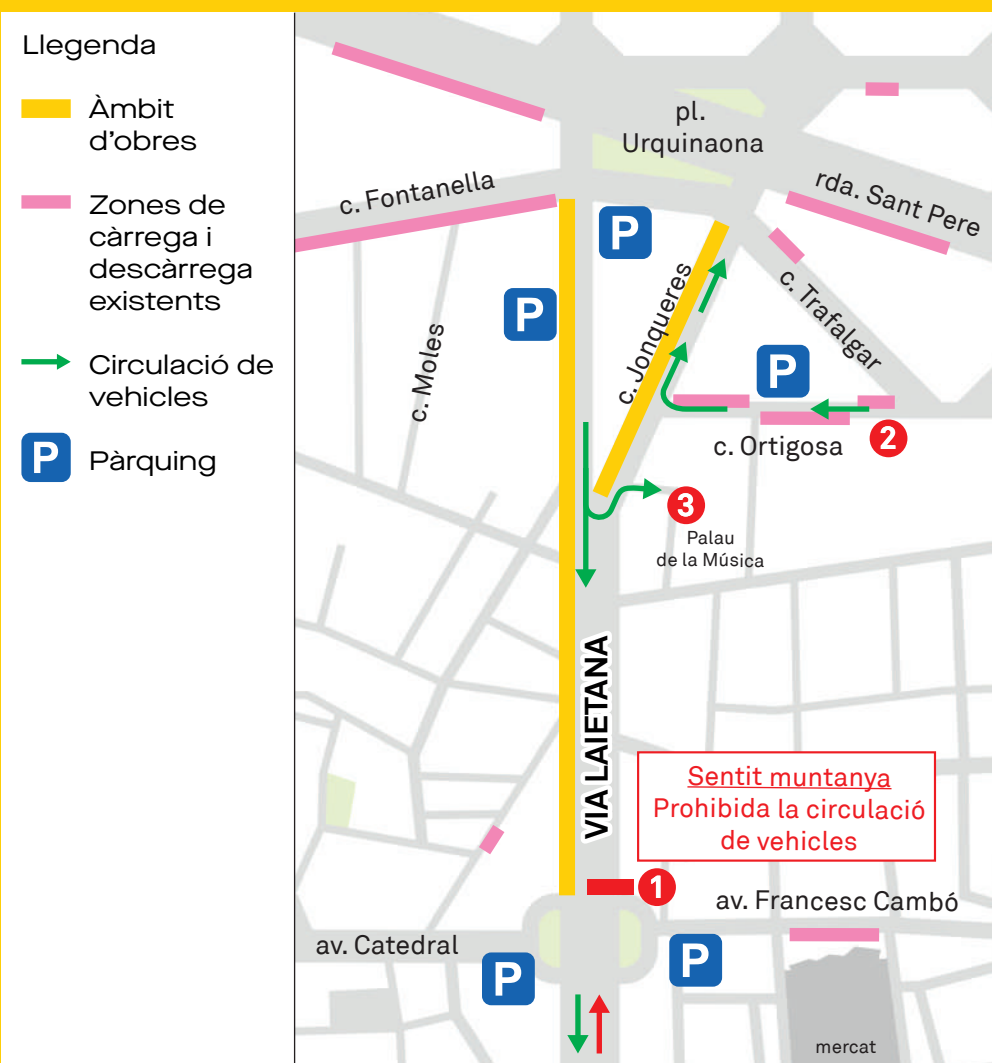 Llegenda
Àmbit
d'obres
Zones de
càrrega i
descàrrega
existents
Circulació de
vehicles
P
Pàrquing
pl.
Urquinaona
c. Fontanella
rda. Sant Pere
P
P
c. Moles
c. Jonqueres
c. Trafalgar
P
c. Ortigosa
2
3
Palau
de la Música
VIA LAIETANA
Sentit muntanya
Prohibida la circulació
de vehicles
1
av. Francesc Cambó
av. Catedral
P
P
mercat